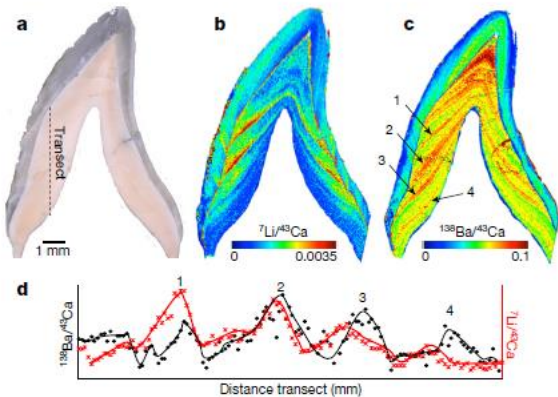 a
b
c
Transect
1 mm
1
2
3
4
⁷Li/⁴³Ca
0 0.0035
¹³⁸Ba/⁴³Ca
0 0.1
d
¹³⁸Ba/⁴³Ca
1
2
3
4
⁷Li/⁴³Ca
Distance transect (mm)